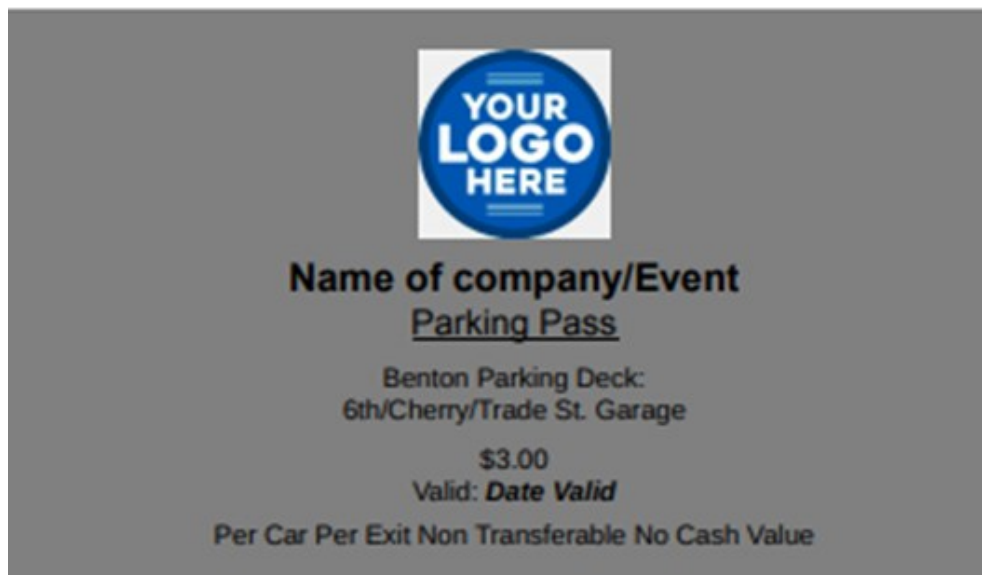 YOUR
LOGO
HERE
Name of company/Event
Parking Pass
Benton Parking Deck:
6th/Cherry/Trade St. Garage
$3.00
Valid: Date Valid
Per Car Per Exit Non Transferable No Cash Value